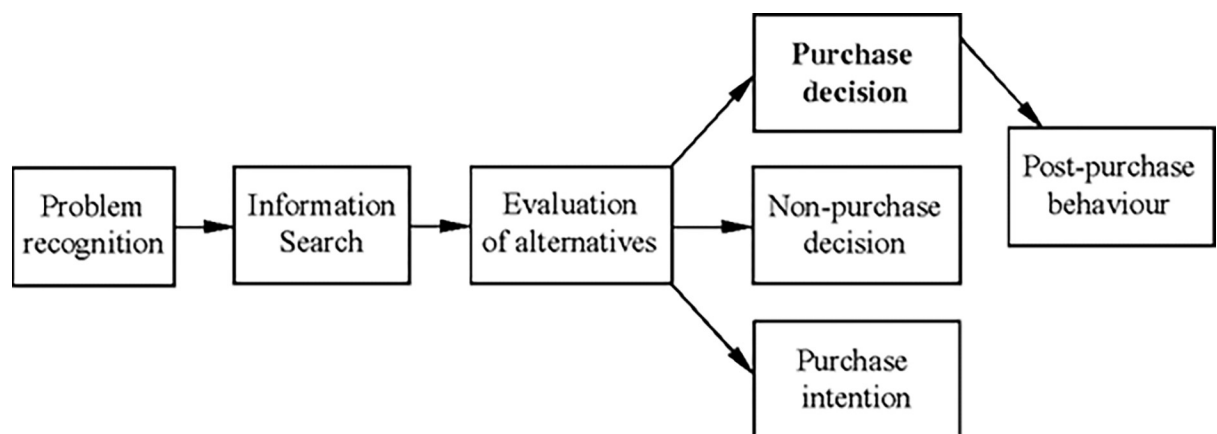 Problem
recognition
Information
Search
Evaluation
of alternatives
Purchase
decision
Non-purchase
decision
Purchase
intention
Post-purchase
behaviour